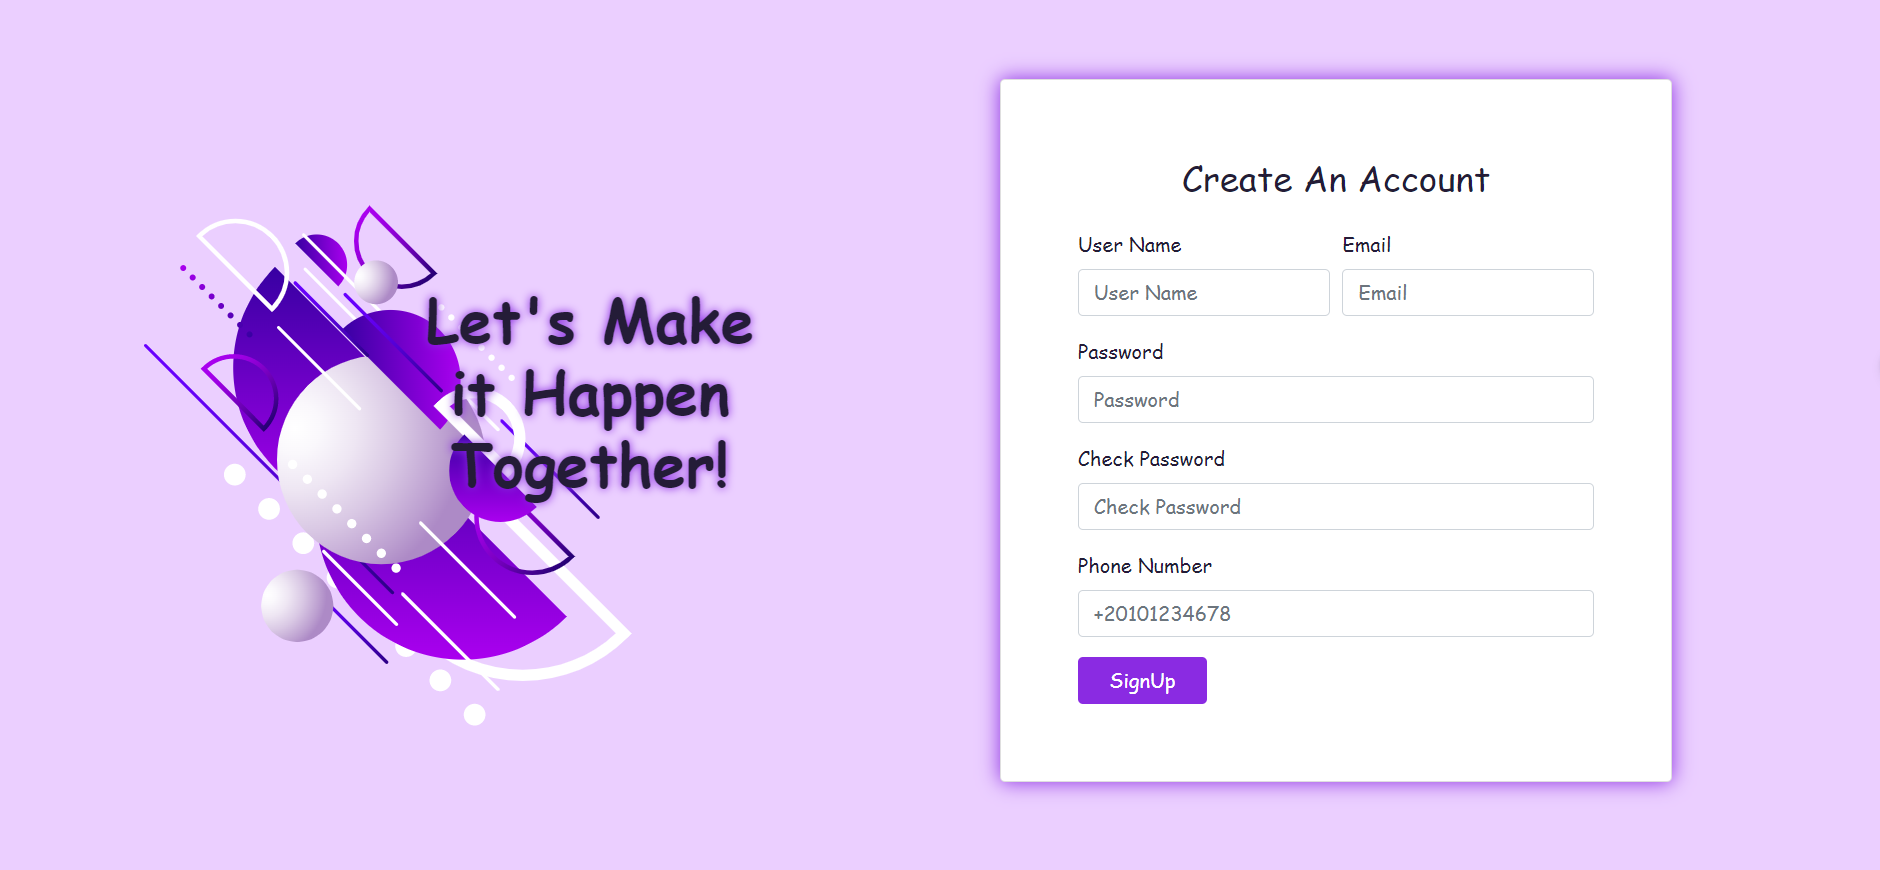 Let's Make
it Happen
Together!
Create An Account
User Name
Email
User Name
Email
Password
Password
Check Password
Check Password
Phone Number
+20101234678
SignUp